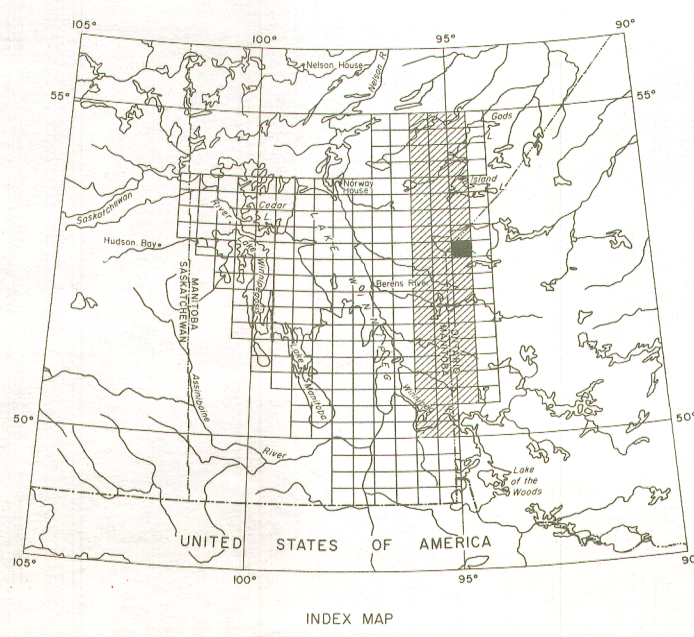 105°
100°
95°
90°
Nelson House
Nelson R.
55°
55°
Gods
L.
Norway
House
Island
L.
Saskatchewan
River
Cedar
L.
LAKE
WINNIPEG
Hudson Bay
Lake
Winnipegosis
MANITOBA
SASKATCHEWAN
Berens River
ONTARIO
MANITOBA
Lake
Manitoba
Assiniboine
Winnipeg
50°
50°
River
Lake
of the
Woods
UNITED STATES OF AMERICA
105°
100°
95°
90
INDEX MAP